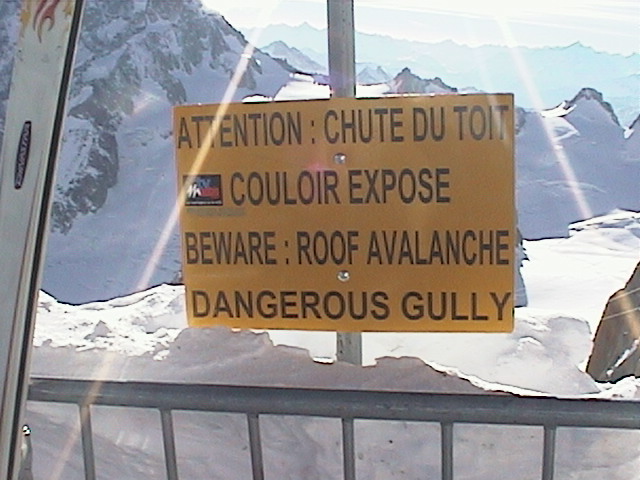 ATTENTION : CHUTE DU TOIT
COULOIR EXPOSE
BEWARE : ROOF AVALANCHE
DANGEROUS GULLY